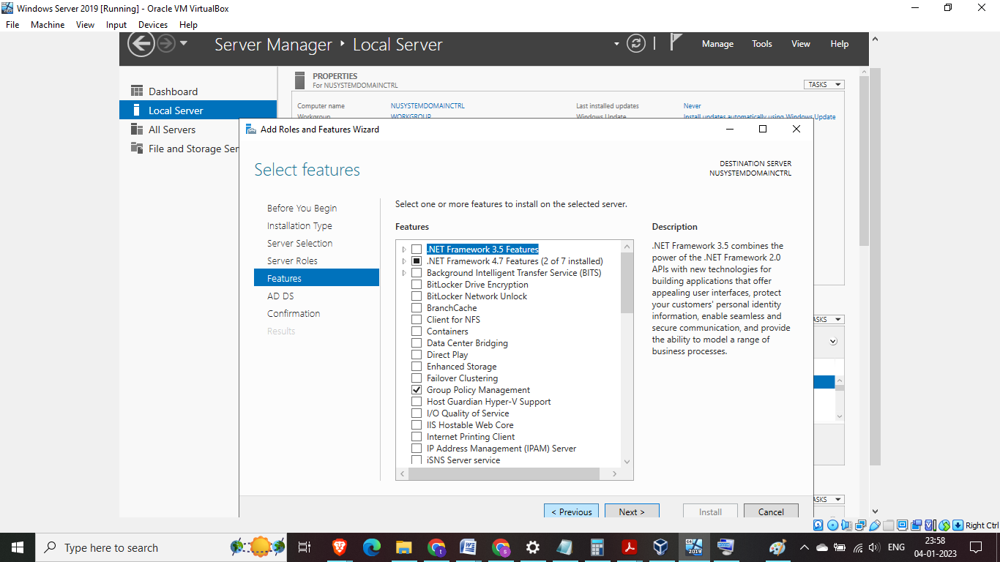 Windows Server 2019 [Running] - Oracle VM VirtualBox
File Machine View Input Devices Help
Server Manager Local Server
Manage Tools View Help
Dashboard
Local Server
All Servers
File and Storage Ser
PROPERTIES
For NUSYSTEMDOMAINCTRL
TASKS
Computer name NUSYSTEMDOMAINCTRL Last installed updates Never
Workgroup WORKGROUP Windows Update Install updates automatically using Windows Update
Add Roles and Features Wizard
Select features
DESTINATION SERVER
NUSYSTEMDOMAINCTRL
Before You Begin
Installation Type
Server Selection
Server Roles
Features
AD DS
Confirmation
Results
Select one or more features to install on the selected server.
Features
.NET Framework 3.5 Features
.NET Framework 4.7 Features (2 of 7 installed)
Background Intelligent Transfer Service (BITS)
BitLocker Drive Encryption
BitLocker Network Unlock
BranchCache
Client for NFS
Containers
Data Center Bridging
Direct Play
Enhanced Storage
Failover Clustering
Group Policy Management
Host Guardian Hyper-V Support
I/O Quality of Service
IIS Hostable Web Core
Internet Printing Client
IP Address Management (IPAM) Server
iSNS Server service
Description
.NET Framework 3.5 combines the
power of the .NET Framework 2.0
APIs with new technologies for
building applications that offer
appealing user interfaces, protect
your customers' personal identity
information, enable seamless and
secure communication, and provide
the ability to model a range of
business processes.
ASKS
ASKS
< Previous Next > Install Cancel
Right Ctrl
Type here to search
2019
ENG
23:58
04-01-2023